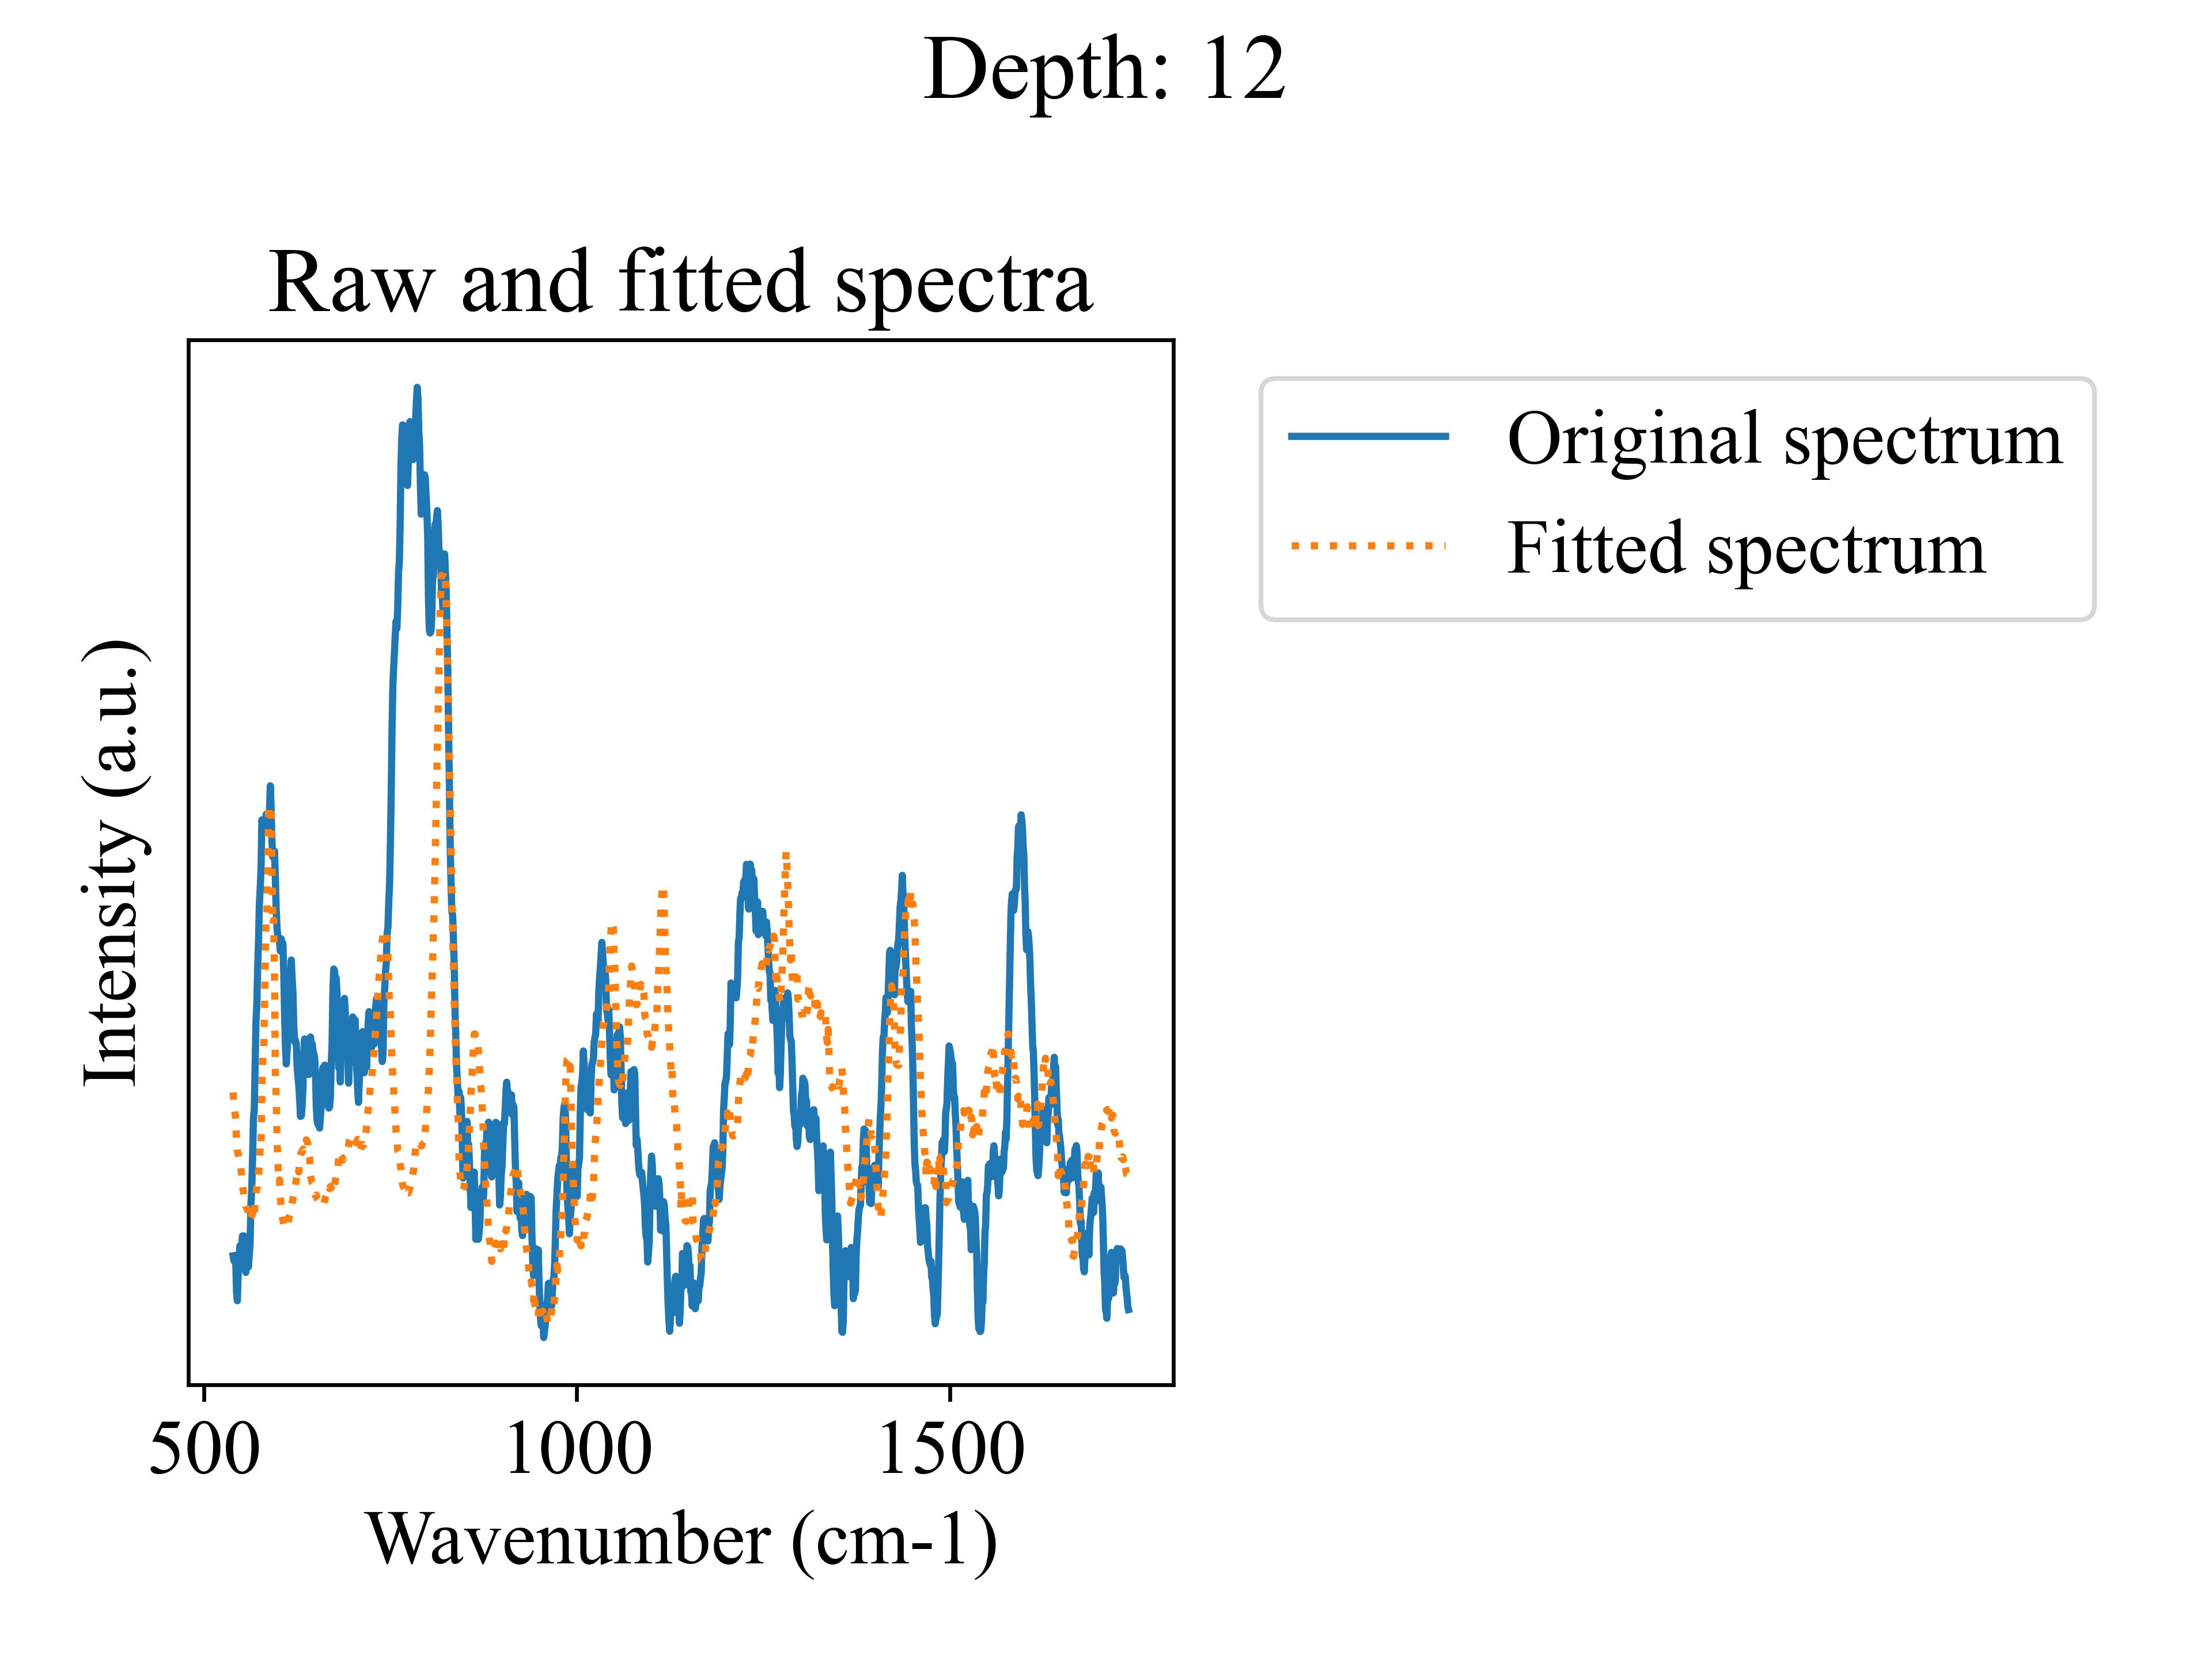 Depth: 12
Raw and fitted spectra
Original spectrum
Fitted spectrum
Intensity (a.u.)
500 1000 1500
Wavenumber (cm-1)